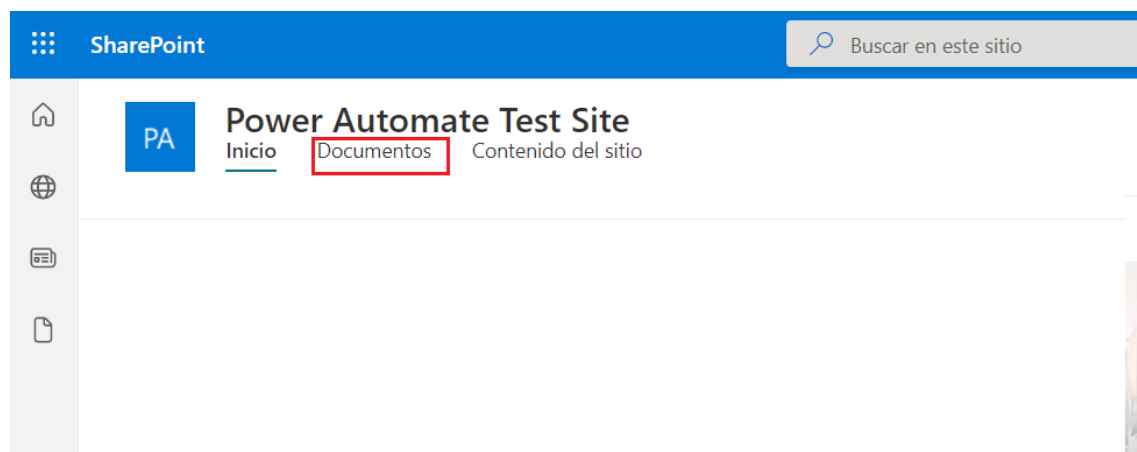 SharePoint
Buscar en este sitio
PA
Power Automate Test Site
Inicio Documentos Contenido del sitio